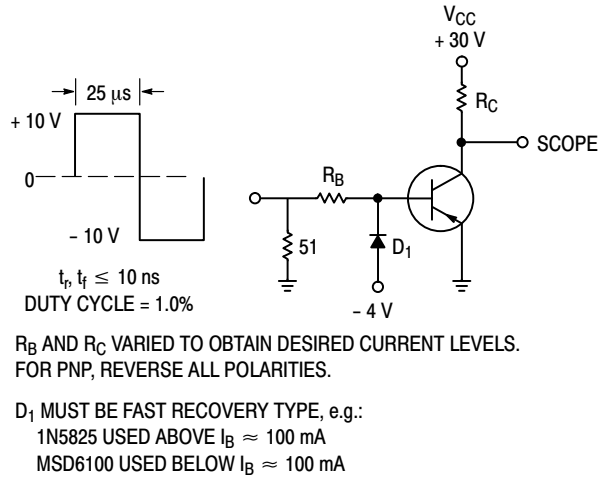 V_CC
+ 30 V
25 μs
R_C
+ 10 V
SCOPE
R_B
0
51
D_1
– 10 V
– 4 V
t_r, t_f ≤ 10 ns
DUTY CYCLE = 1.0%
R_B AND R_C VARIED TO OBTAIN DESIRED CURRENT LEVELS.
FOR PNP, REVERSE ALL POLARITIES.
D_1 MUST BE FAST RECOVERY TYPE, e.g.:
1N5825 USED ABOVE I_B ≈ 100 mA
MSD6100 USED BELOW I_B ≈ 100 mA